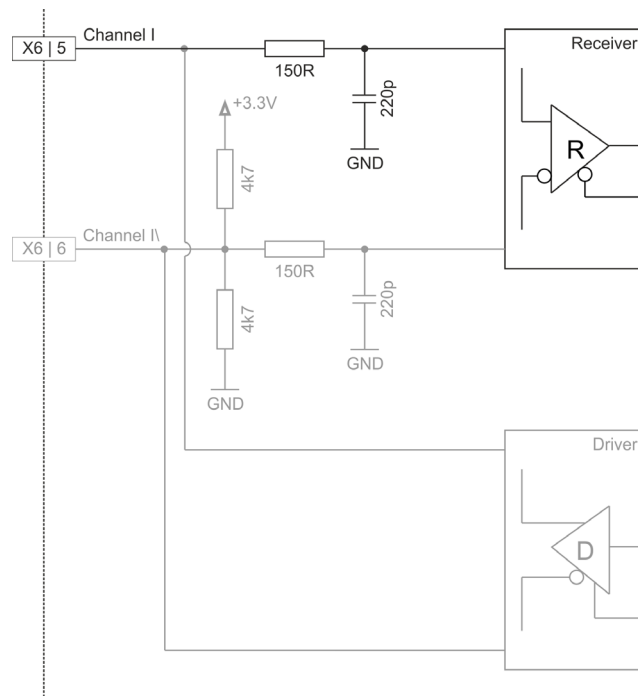 Channel I
X6 | 5
Receiver
150R
220p
+3.3V
GND
R
4k7
Channel I\
X6 | 6
150R
220p
4k7
GND
GND
Driver
D